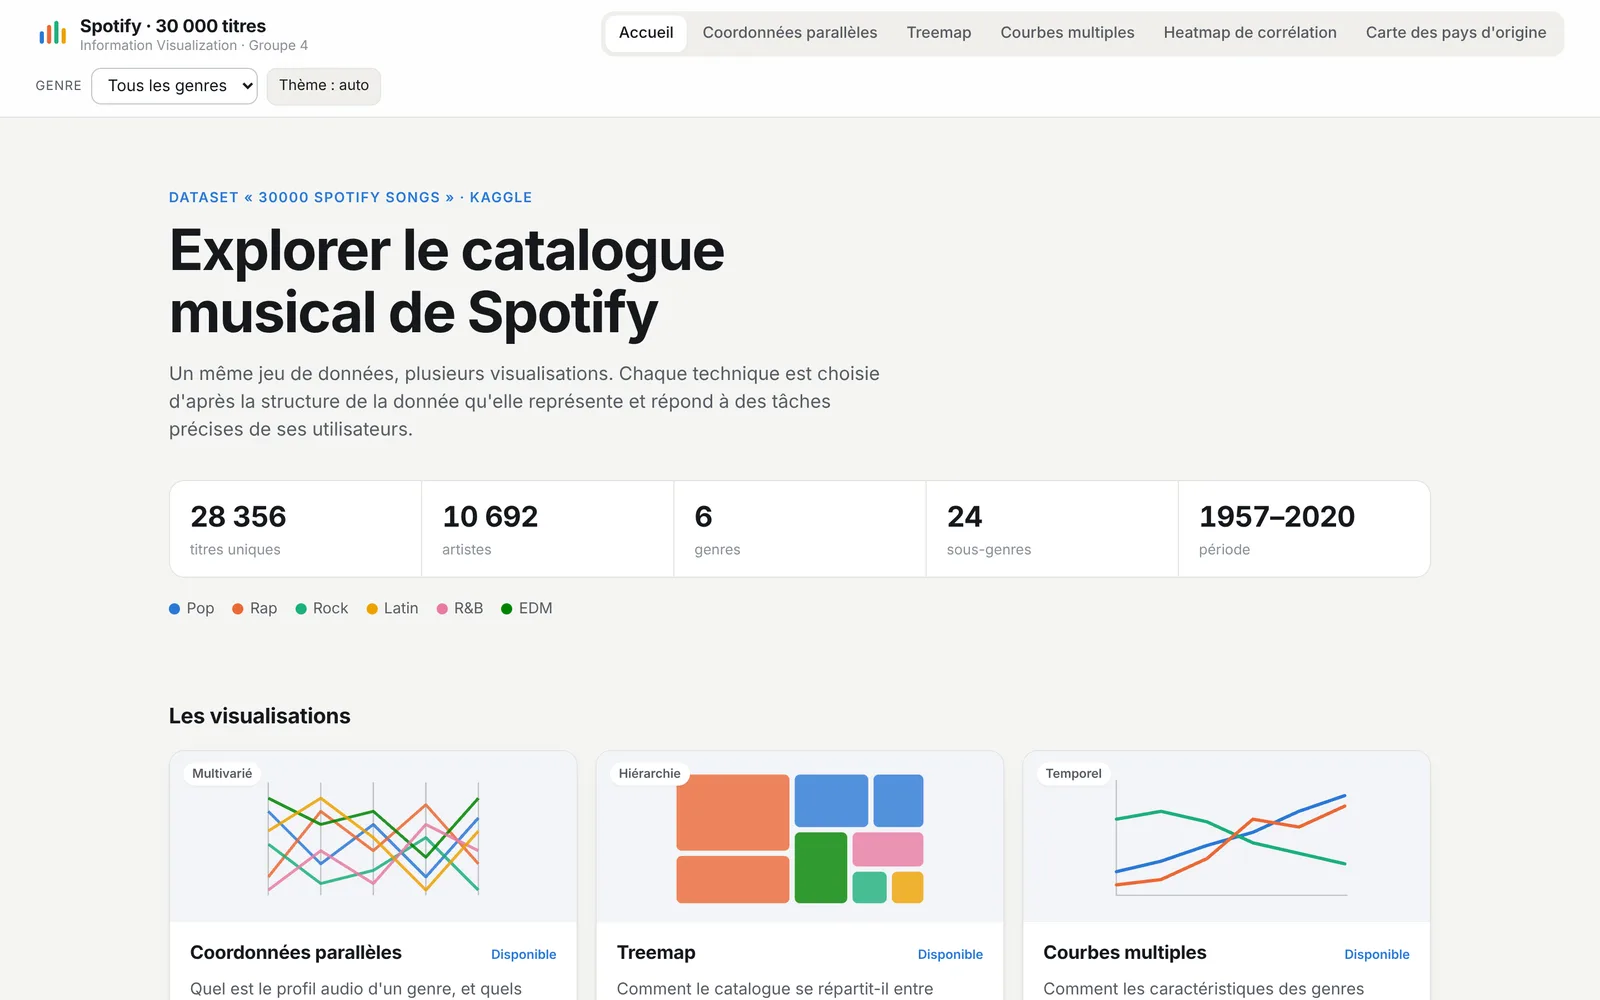 Spotify · 30 000 titres
Information Visualization · Groupe 4
Accueil
Coordonnées parallèles
Treemap
Courbes multiples
Heatmap de corrélation
Carte des pays d'origine
GENRE
Tous les genres
Thème : auto
DATASET « 30000 SPOTIFY SONGS » · KAGGLE
Explorer le catalogue
musical de Spotify
Un même jeu de données, plusieurs visualisations. Chaque technique est choisie
d'après la structure de la donnée qu'elle représente et répond à des tâches
précises de ses utilisateurs.
28 356
titres uniques
10 692
artistes
6
genres
24
sous-genres
1957–2020
période
Pop
Rap
Rock
Latin
R&B
EDM
Les visualisations
Multivarié
Coordonnées parallèles
Disponible
Quel est le profil audio d'un genre, et quels
Hiérarchie
Treemap
Disponible
Comment le catalogue se répartit-il entre
Temporel
Courbes multiples
Disponible
Comment les caractéristiques des genres